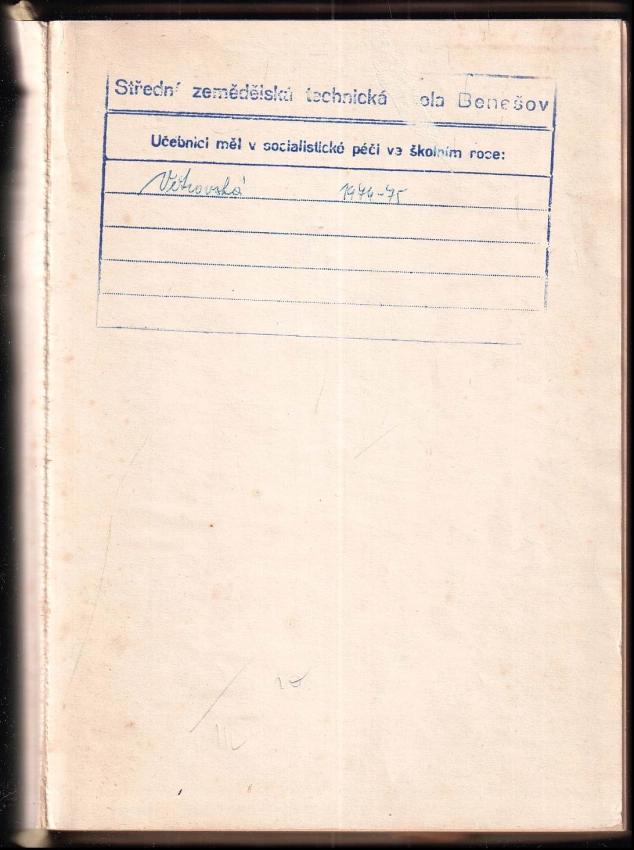 Střední zemědělská technická škola Benešov
Učebnici měl v socialistické péči ve školním roce:
Větrovská 1974-75